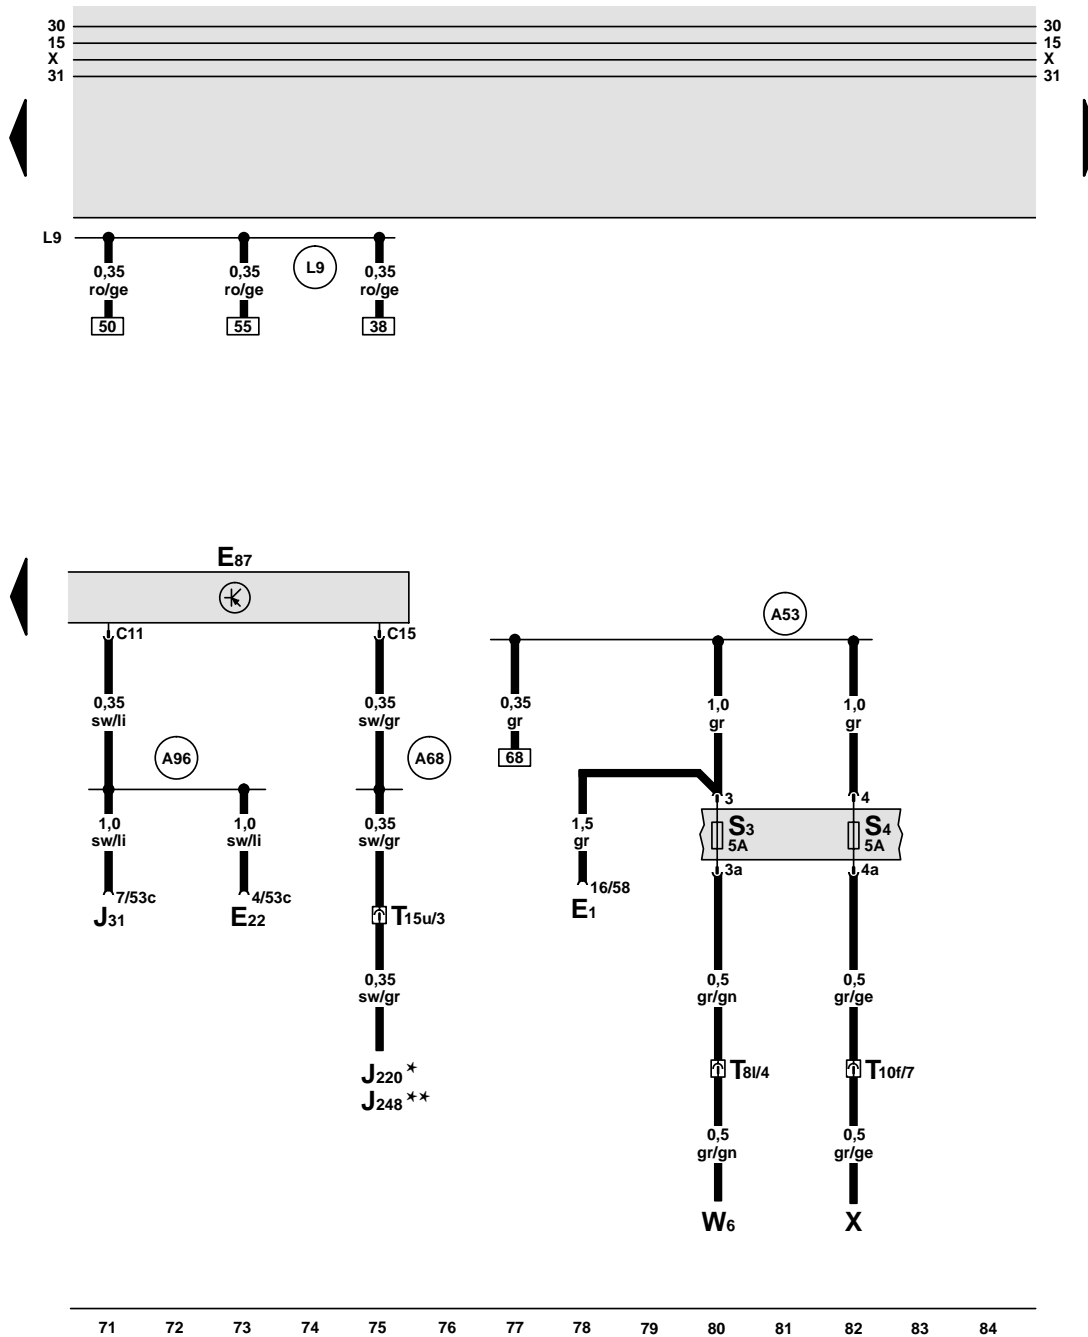 30 30
15 15
X X
31 31
L9
0,35 0,35 L9 0,35
ro/ge ro/ge ro/ge
50 55 38
E87
C11 C15 A53
0,35 0,35 0,35 1,0 1,0
sw/li sw/gr gr gr gr
A96 A68 68
3 4
1,0 1,0 0,35 1,5 S3 S4
sw/li sw/li sw/gr gr 5A 5A
3a 4a
7/53c 4/53c 16/58
J31 E22 T15u/3 E1
0,35 0,5 0,5
sw/gr gr/gn gr/ge
J220* T8l/4 T10f/7
J248**
0,5 0,5
gr/gn gr/ge
W6 X
71 72 73 74 75 76 77 78 79 80 81 82 83 84